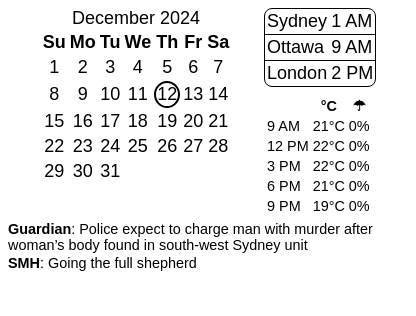 December 2024
Su Mo Tu We Th Fr Sa
1 2 3 4 5 6 7
8 9 10 11 12 13 14
15 16 17 18 19 20 21
22 23 24 25 26 27 28
29 30 31
Sydney 1 AM
Ottawa 9 AM
London 2 PM
°C ☂
9 AM 21°C 0%
12 PM 22°C 0%
3 PM 22°C 0%
6 PM 21°C 0%
9 PM 19°C 0%
Guardian: Police expect to charge man with murder after
woman’s body found in south-west Sydney unit
SMH: Going the full shepherd